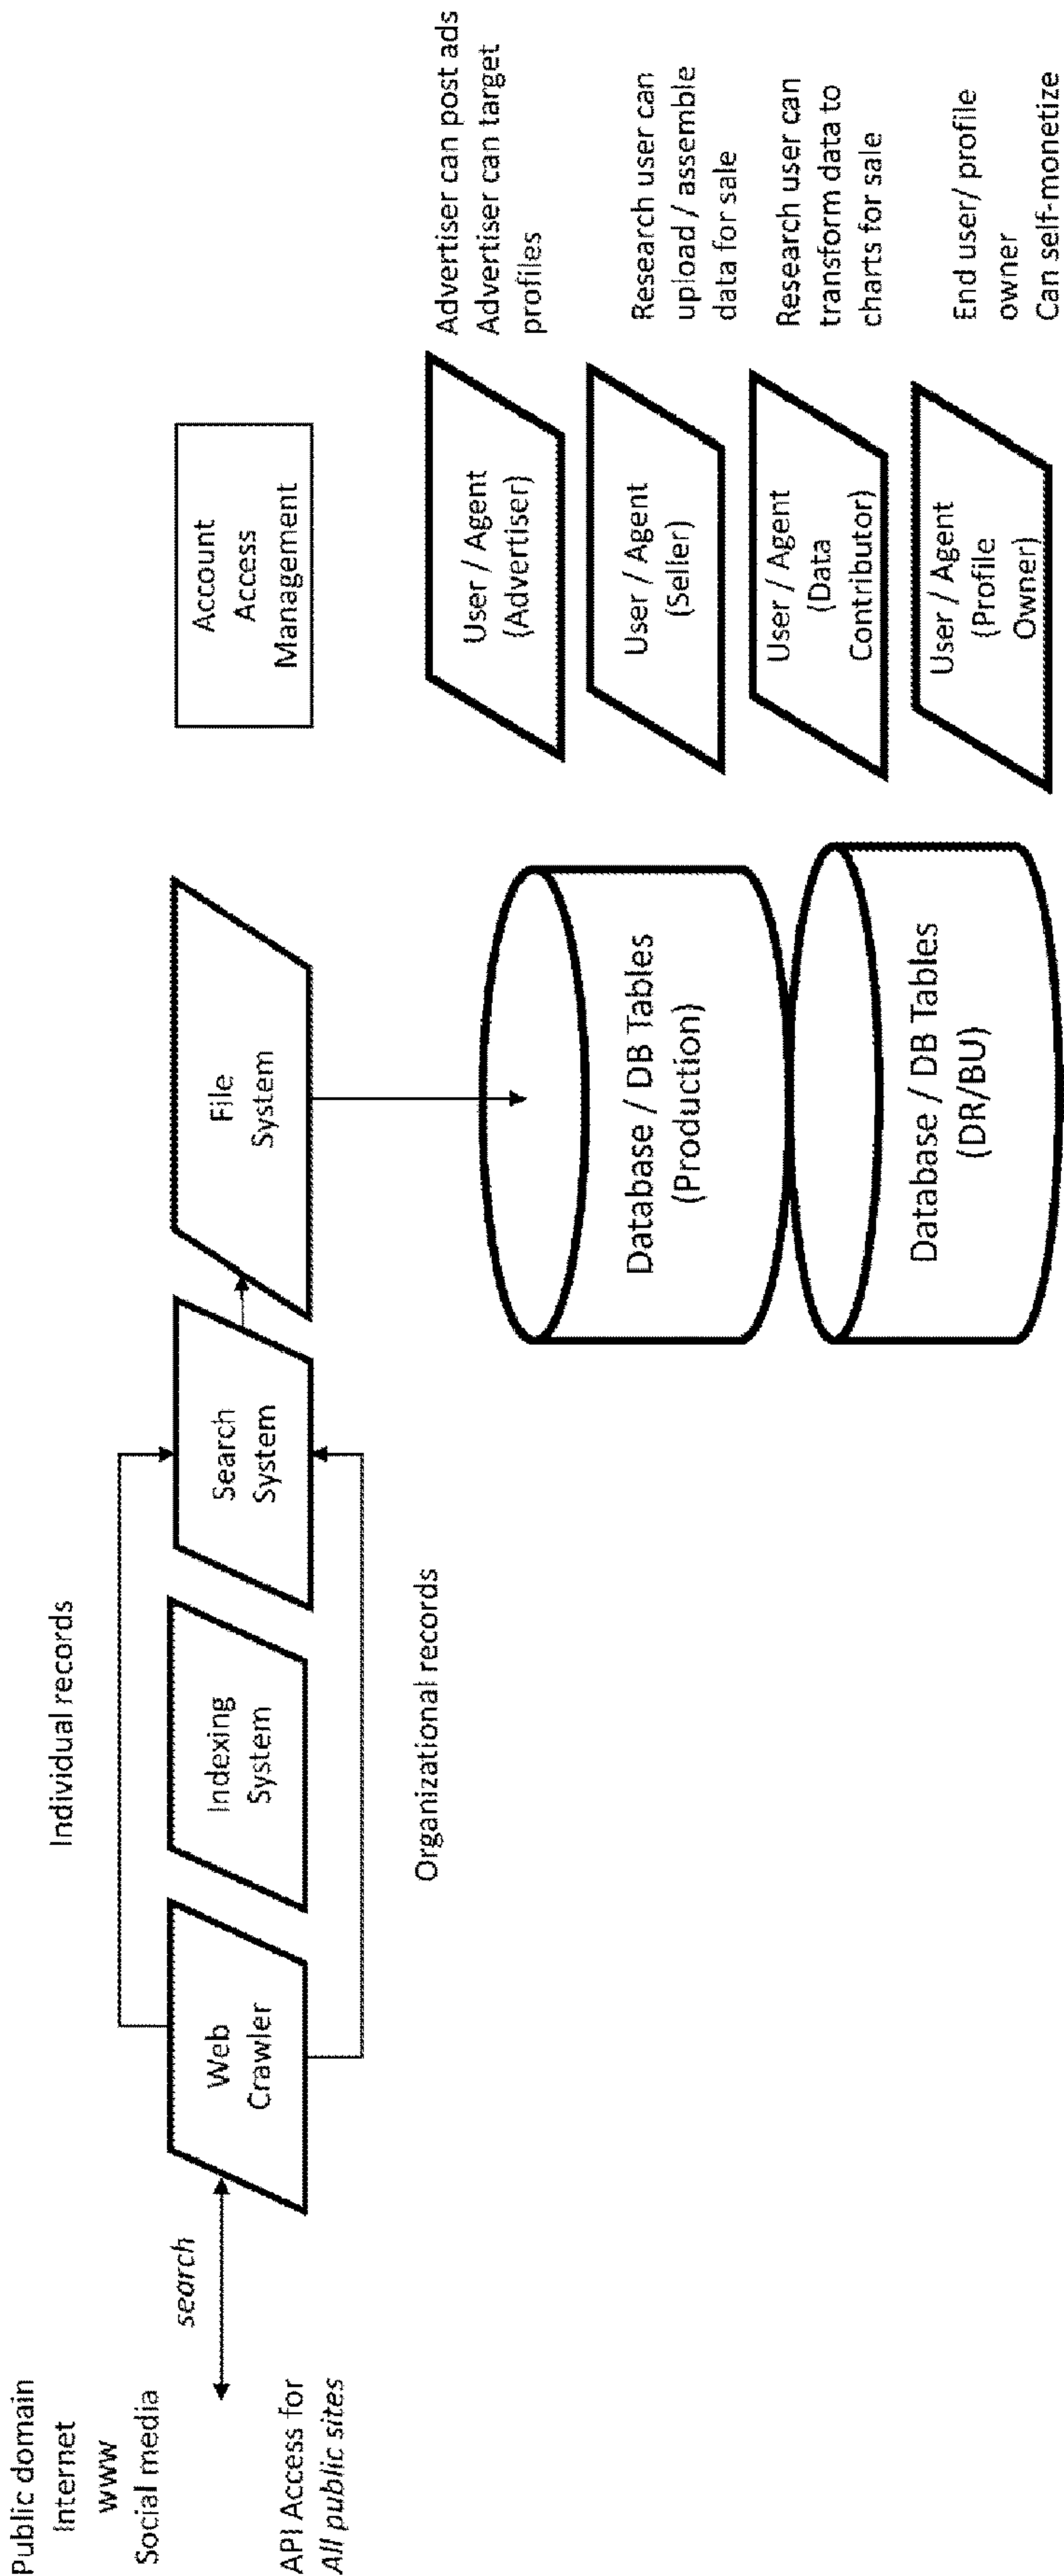 Public domain
Internet
www
Social media
API Access for
All public sites
search
Web
Crawler
Individual records
Indexing
System
Organizational records
Search
System
File
System
Database / DB Tables
(Production)
Database / DB Tables
(DR/BU)
Account
Access
Management
User / Agent
(Advertiser)
User / Agent
(Seller)
User / Agent
(Data
Contributor)
User / Agent
(Profile
Owner)
Advertiser can post ads
Advertiser can target
profiles
Research user can
upload / assemble
data for sale
Research user can
transform data to
charts for sale
End user/ profile
owner
Can self-monetize